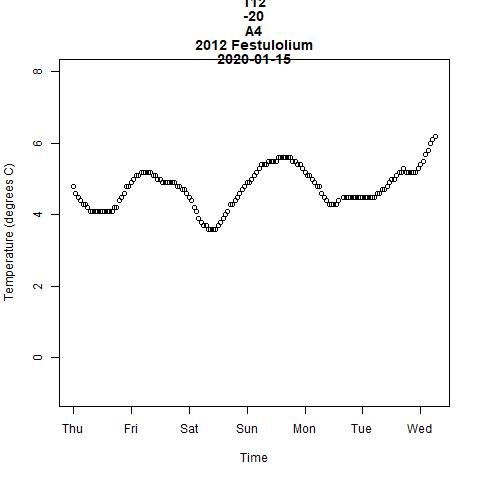 T12
-20
A4
2012 Festulolium
2020-01-15
8
6
4
2
0
Temperature (degrees C)
Thu Fri Sat Sun Mon Tue Wed
Time